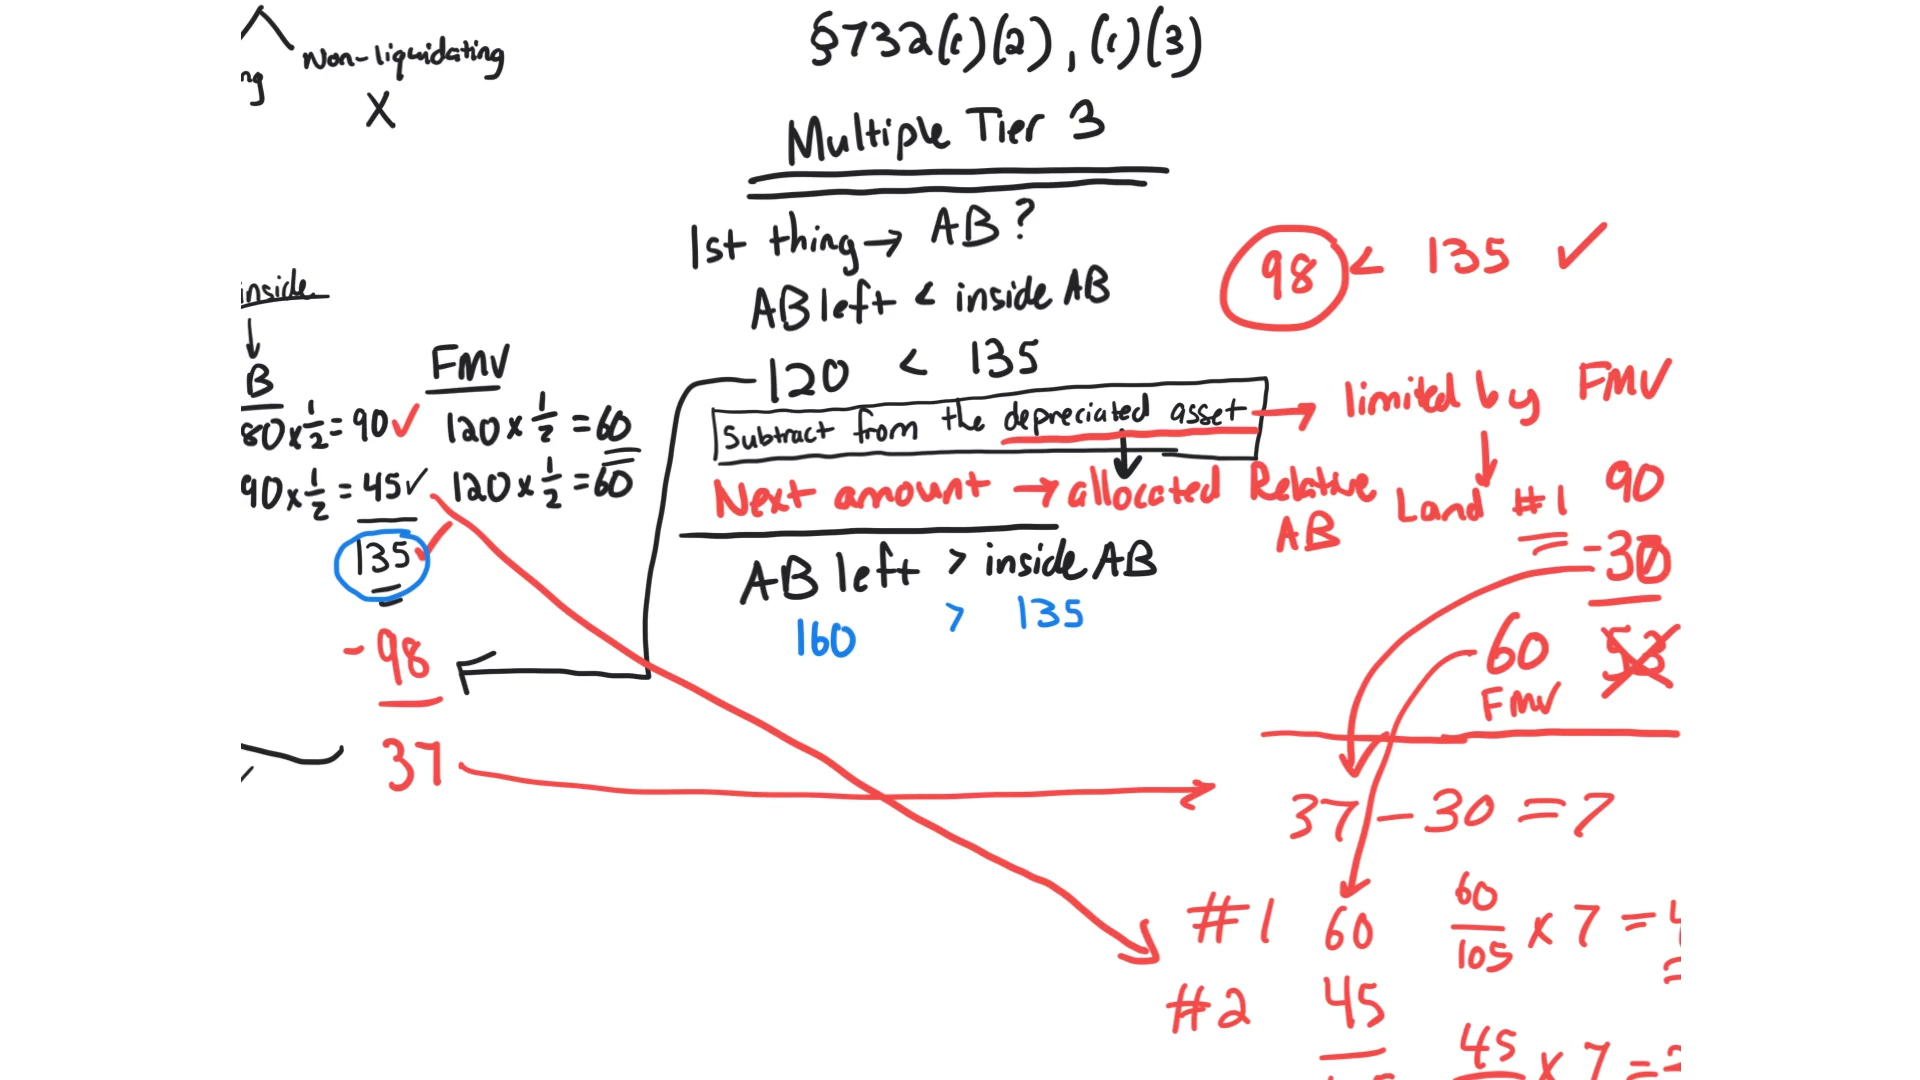 §732(c)(2), (c)(3)
Multiple Tier 3
Non-liquidating
ng
X
1st thing → AB?
AB left < inside AB
120 < 135
Subtract from the depreciated asset → limited by FMV
Next amount → allocated Relative AB
AB left > inside AB
160 > 135
98 < 135 ✓
inside
B
FMV
80 x 1/2 = 90 ✓ 120 x 1/2 = 60
90 x 1/2 = 45 ✓ 120 x 1/2 = 60
135
- 98
37
Land #1 90
- 30
60
FMV
37 - 30 = 7
#1 60 60/105 x 7 = 4
#2 45 45 x 7 =